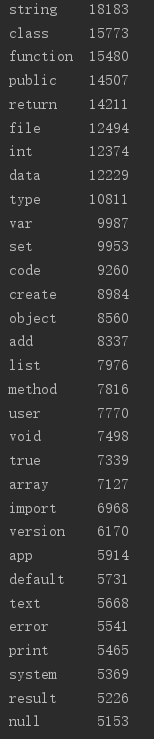 string 18183
class 15773
function 15480
public 14507
return 14211
file 12494
int 12374
data 12229
type 10811
var 9987
set 9953
code 9260
create 8984
object 8560
add 8337
list 7976
method 7816
user 7770
void 7498
true 7339
array 7127
import 6968
version 6170
app 5914
default 5731
text 5668
error 5541
print 5465
system 5369
result 5226
null 5153